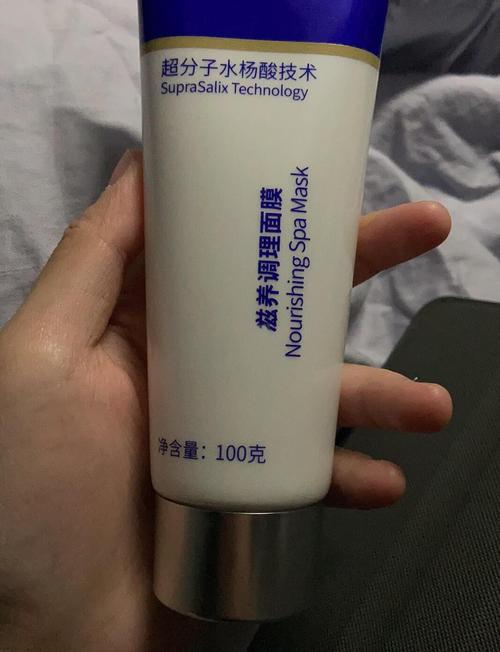 超分子水杨酸技术
SupraSalix Technology
滋养调理面膜
Nourishing Spa Mask
净含量：100克